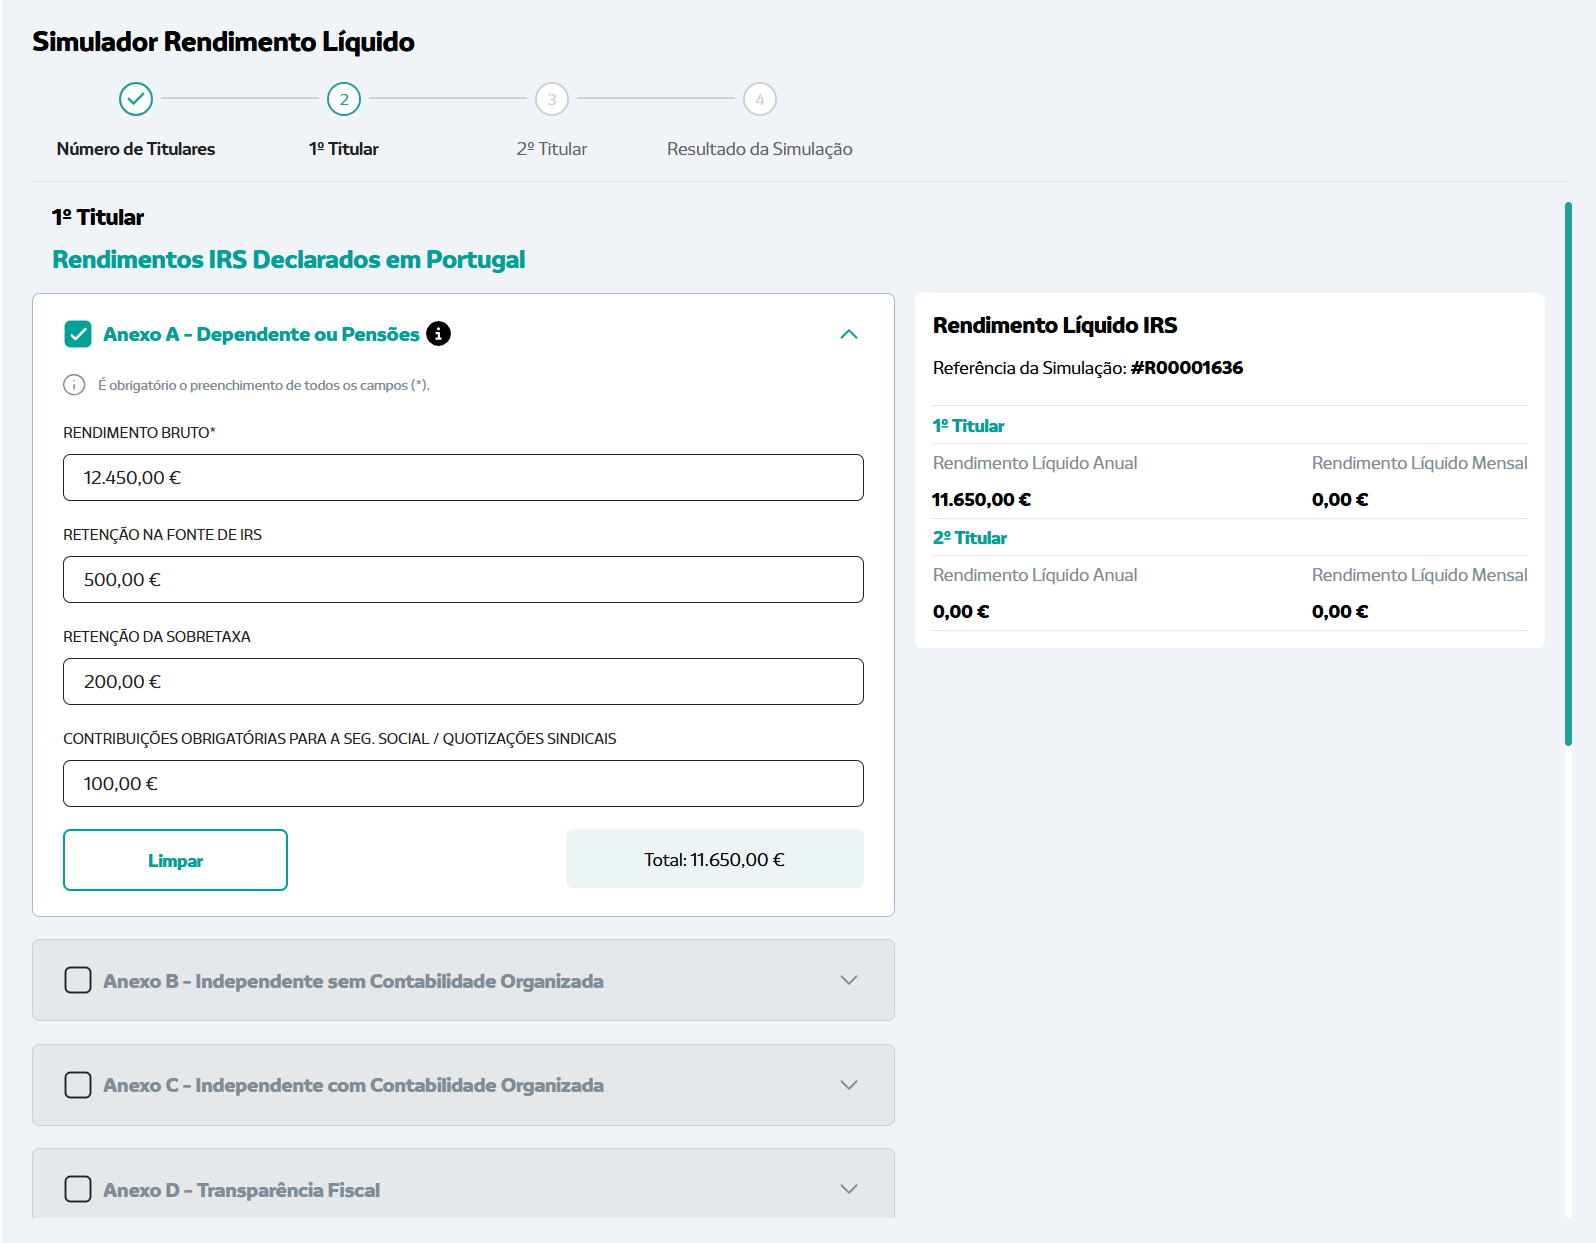 Simulador Rendimento Líquido
2
3
4
Número de Titulares
1º Titular
2º Titular
Resultado da Simulação
1º Titular
Rendimentos IRS Declarados em Portugal
Anexo A - Dependente ou Pensões
É obrigatório o preenchimento de todos os campos (*).
RENDIMENTO BRUTO*
12.450,00 €
RETENÇÃO NA FONTE DE IRS
500,00 €
RETENÇÃO DA SOBRETAXA
200,00 €
CONTRIBUIÇÕES OBRIGATÓRIAS PARA A SEG. SOCIAL / QUOTIZAÇÕES SINDICAIS
100,00 €
Limpar
Total: 11.650,00 €
Anexo B - Independente sem Contabilidade Organizada
Anexo C - Independente com Contabilidade Organizada
Anexo D - Transparência Fiscal
Rendimento Líquido IRS
Referência da Simulação: #R00001636
1º Titular
Rendimento Líquido Anual
Rendimento Líquido Mensal
11.650,00 €
0,00 €
2º Titular
Rendimento Líquido Anual
Rendimento Líquido Mensal
0,00 €
0,00 €